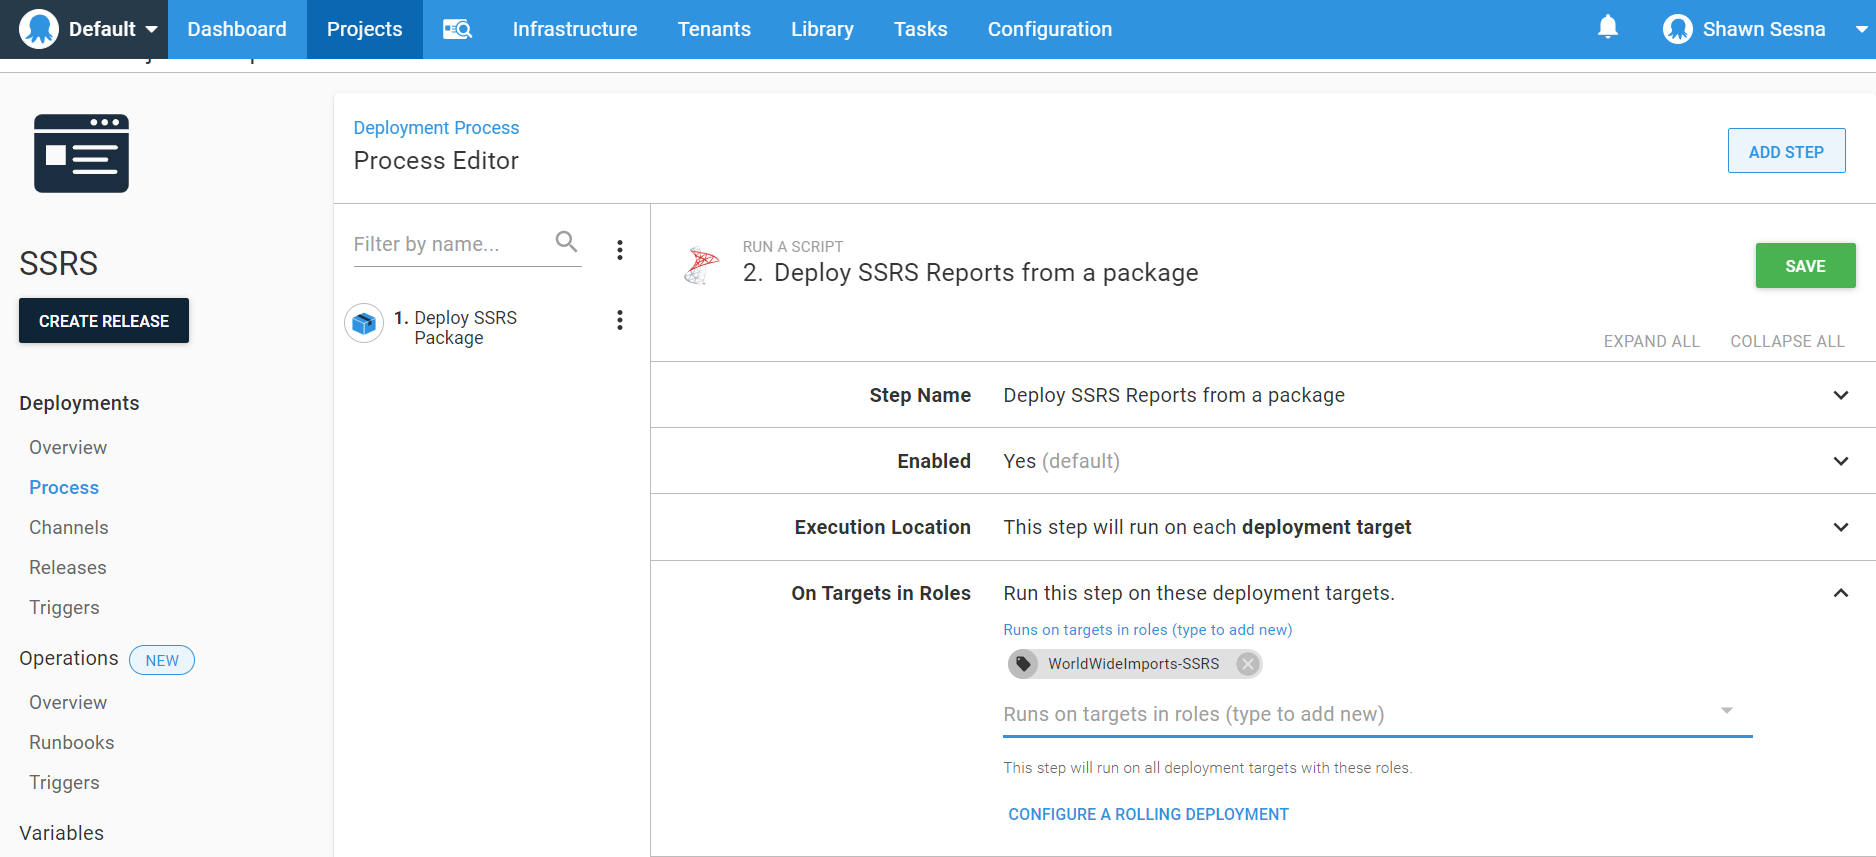 Default
Dashboard
Projects
Infrastructure
Tenants
Library
Tasks
Configuration
Shawn Sesna
SSRS
CREATE RELEASE
Deployments
Overview
Process
Channels
Releases
Triggers
Operations NEW
Overview
Runbooks
Triggers
Variables
Deployment Process
Process Editor
ADD STEP
Filter by name...
1. Deploy SSRS
Package
RUN A SCRIPT
2. Deploy SSRS Reports from a package
SAVE
EXPAND ALL
COLLAPSE ALL
Step Name
Deploy SSRS Reports from a package
Enabled
Yes (default)
Execution Location
This step will run on each deployment target
On Targets in Roles
Run this step on these deployment targets.
Runs on targets in roles (type to add new)
WorldWideImports-SSRS
Runs on targets in roles (type to add new)
This step will run on all deployment targets with these roles.
CONFIGURE A ROLLING DEPLOYMENT